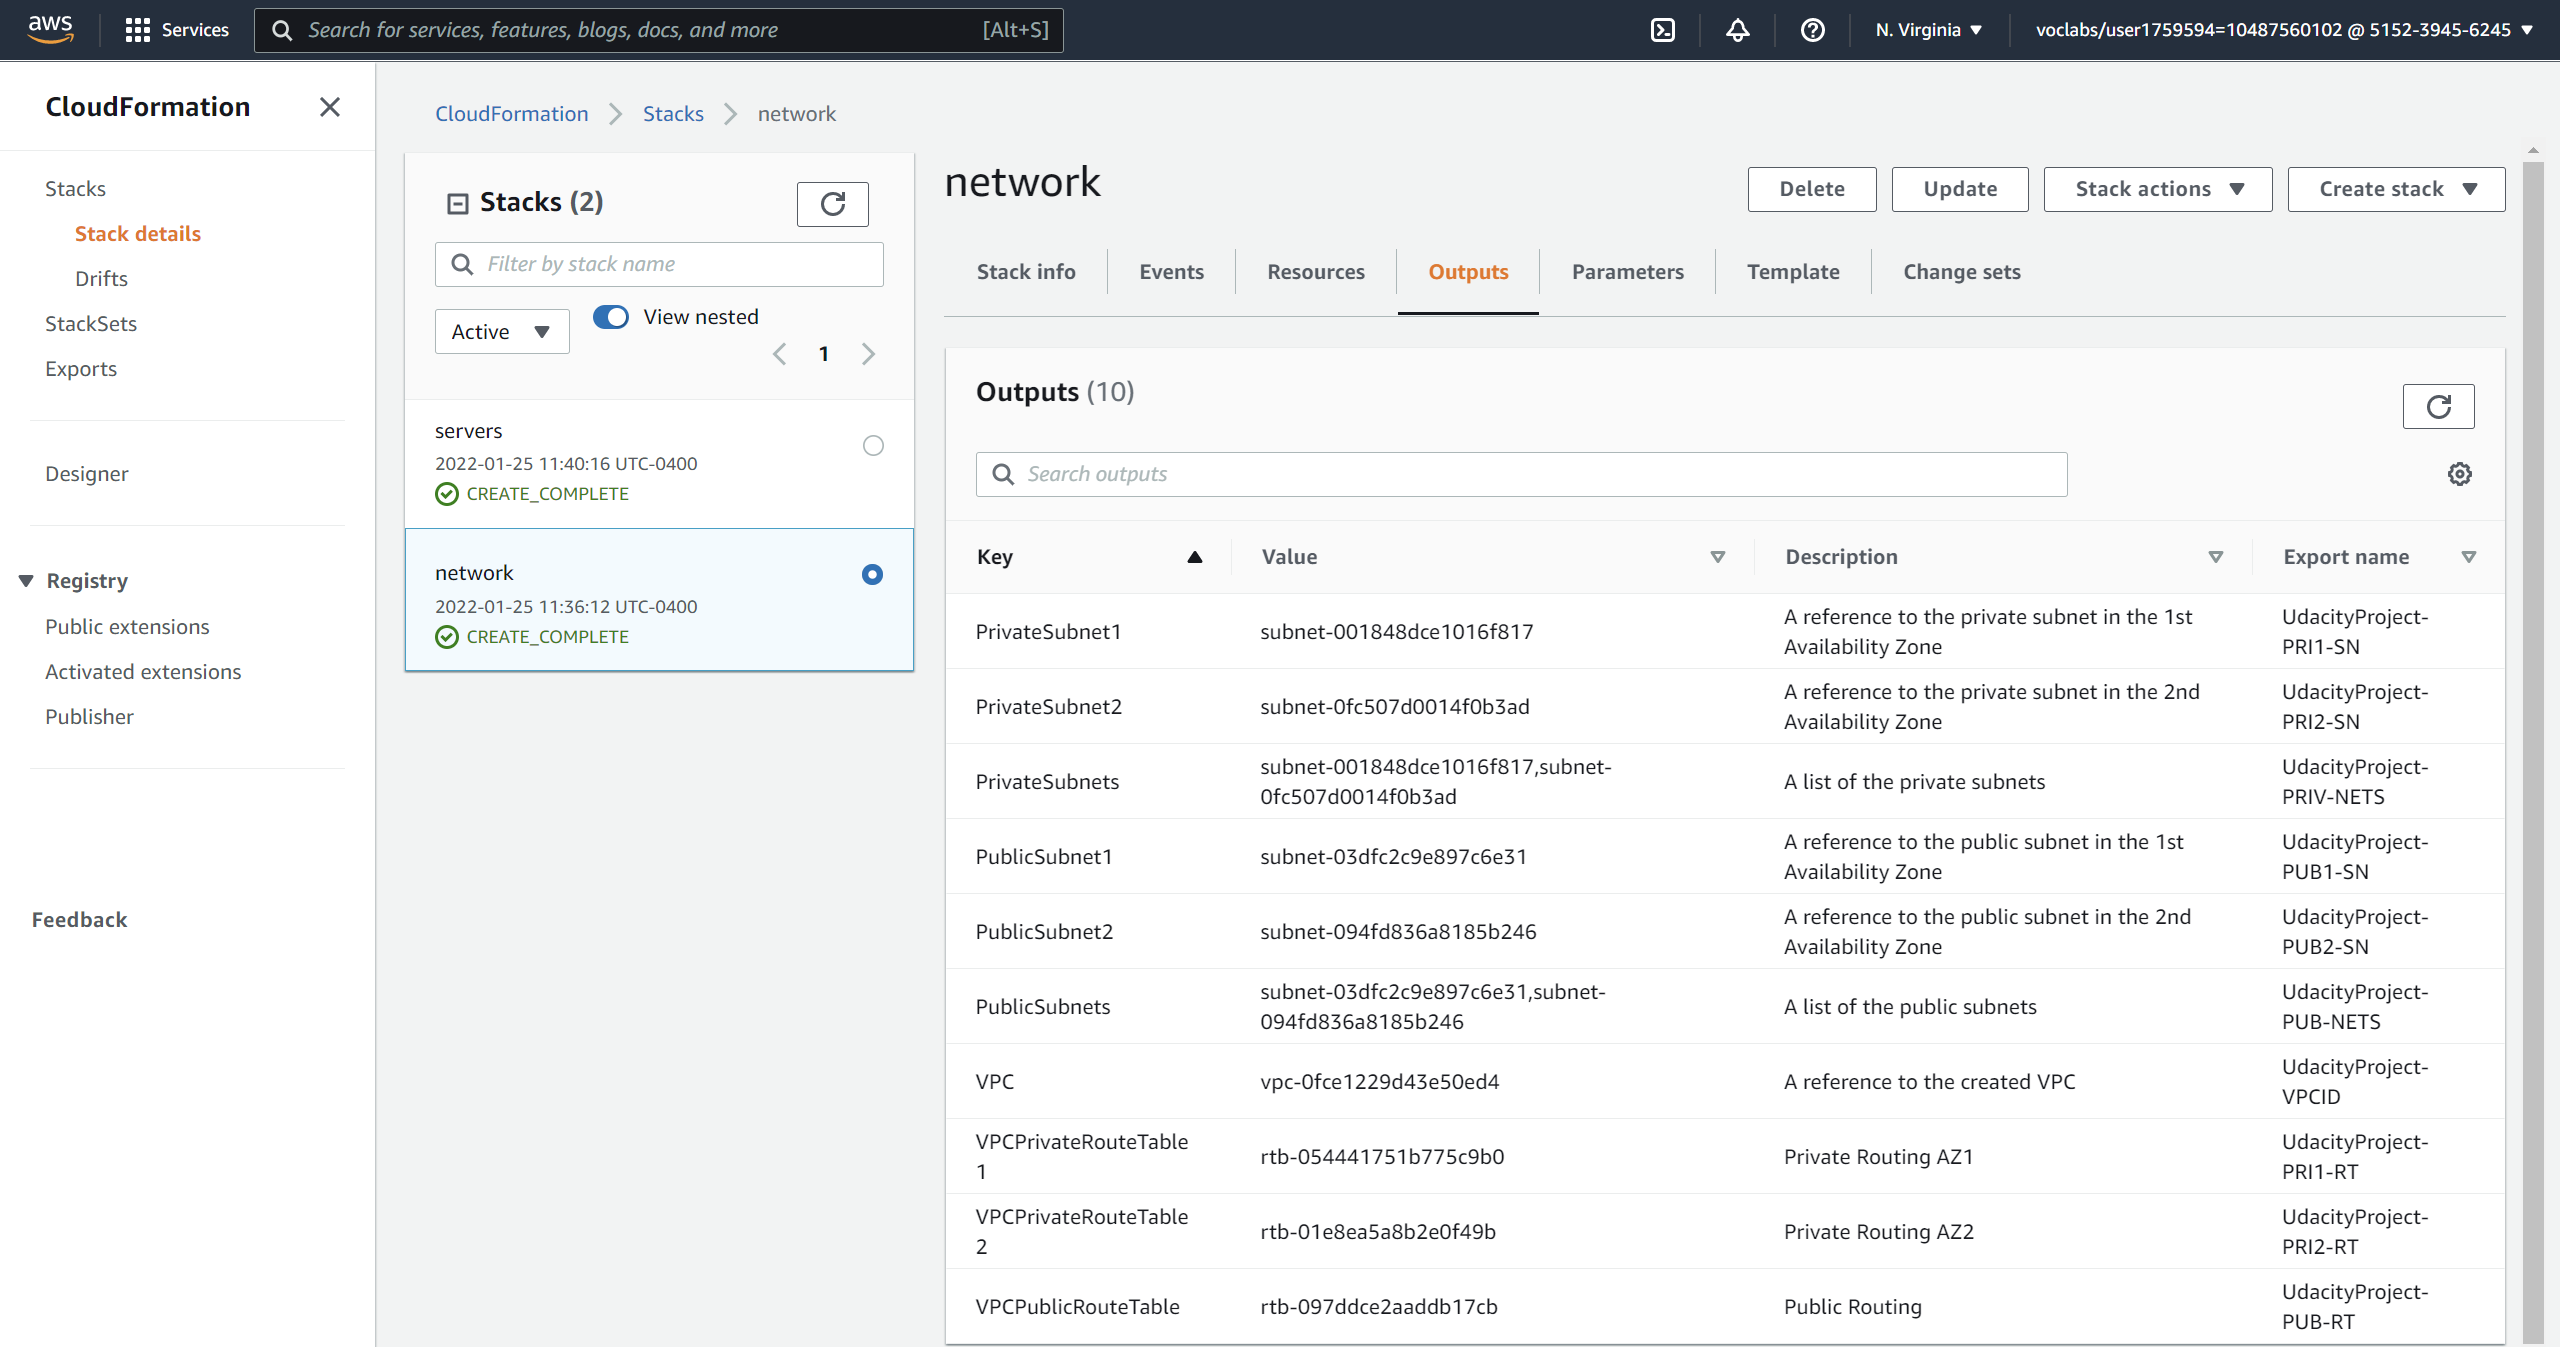 aws
Services
Search for services, features, blogs, docs, and more
[Alt+S]
N. Virginia
voclabs/user1759594=10487560102 @ 5152-3945-6245
CloudFormation
Stacks
Stack details
Drifts
StackSets
Exports
Designer
Registry
Public extensions
Activated extensions
Publisher
Feedback
CloudFormation
Stacks
network
Stacks (2)
Filter by stack name
Active
View nested
1
servers
2022-01-25 11:40:16 UTC-0400
CREATE_COMPLETE
network
2022-01-25 11:36:12 UTC-0400
CREATE_COMPLETE
network
Delete
Update
Stack actions
Create stack
Stack info
Events
Resources
Outputs
Parameters
Template
Change sets
Outputs (10)
Search outputs
Key
Value
Description
Export name
PrivateSubnet1
subnet-001848dce1016f817
A reference to the private subnet in the 1st
Availability Zone
UdacityProject-
PRI1-SN
PrivateSubnet2
subnet-0fc507d0014f0b3ad
A reference to the private subnet in the 2nd
Availability Zone
UdacityProject-
PRI2-SN
PrivateSubnets
subnet-001848dce1016f817,subnet-
0fc507d0014f0b3ad
A list of the private subnets
UdacityProject-
PRIV-NETS
PublicSubnet1
subnet-03dfc2c9e897c6e31
A reference to the public subnet in the 1st
Availability Zone
UdacityProject-
PUB1-SN
PublicSubnet2
subnet-094fd836a8185b246
A reference to the public subnet in the 2nd
Availability Zone
UdacityProject-
PUB2-SN
PublicSubnets
subnet-03dfc2c9e897c6e31,subnet-
094fd836a8185b246
A list of the public subnets
UdacityProject-
PUB-NETS
VPC
vpc-0fce1229d43e50ed4
A reference to the created VPC
UdacityProject-
VPCID
VPCPrivateRouteTable
1
rtb-054441751b775c9b0
Private Routing AZ1
UdacityProject-
PRI1-RT
VPCPrivateRouteTable
2
rtb-01e8ea5a8b2e0f49b
Private Routing AZ2
UdacityProject-
PRI2-RT
VPCPublicRouteTable
rtb-097ddce2aaddb17cb
Public Routing
UdacityProject-
PUB-RT